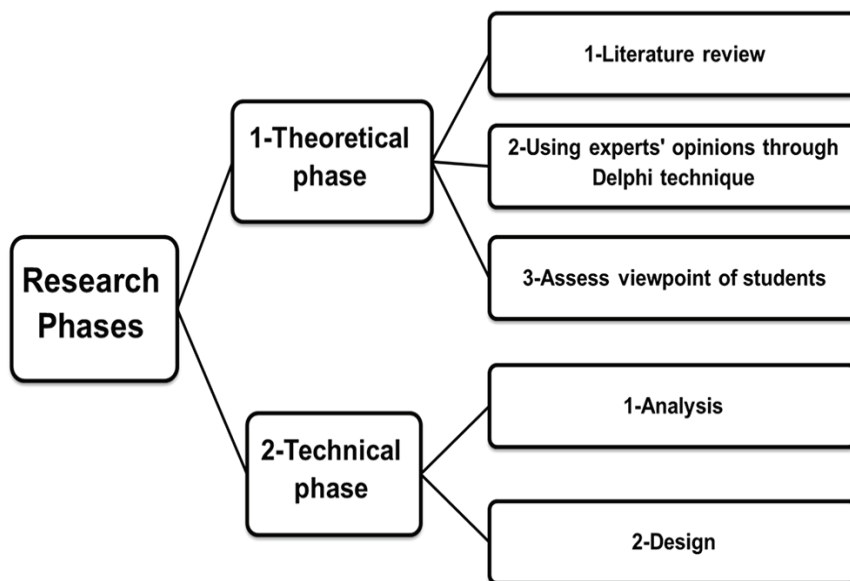 Research
Phases
1-Theoretical
phase
1-Literature review
2-Using experts' opinions through
Delphi technique
3-Assess viewpoint of students
2-Technical
phase
1-Analysis
2-Design